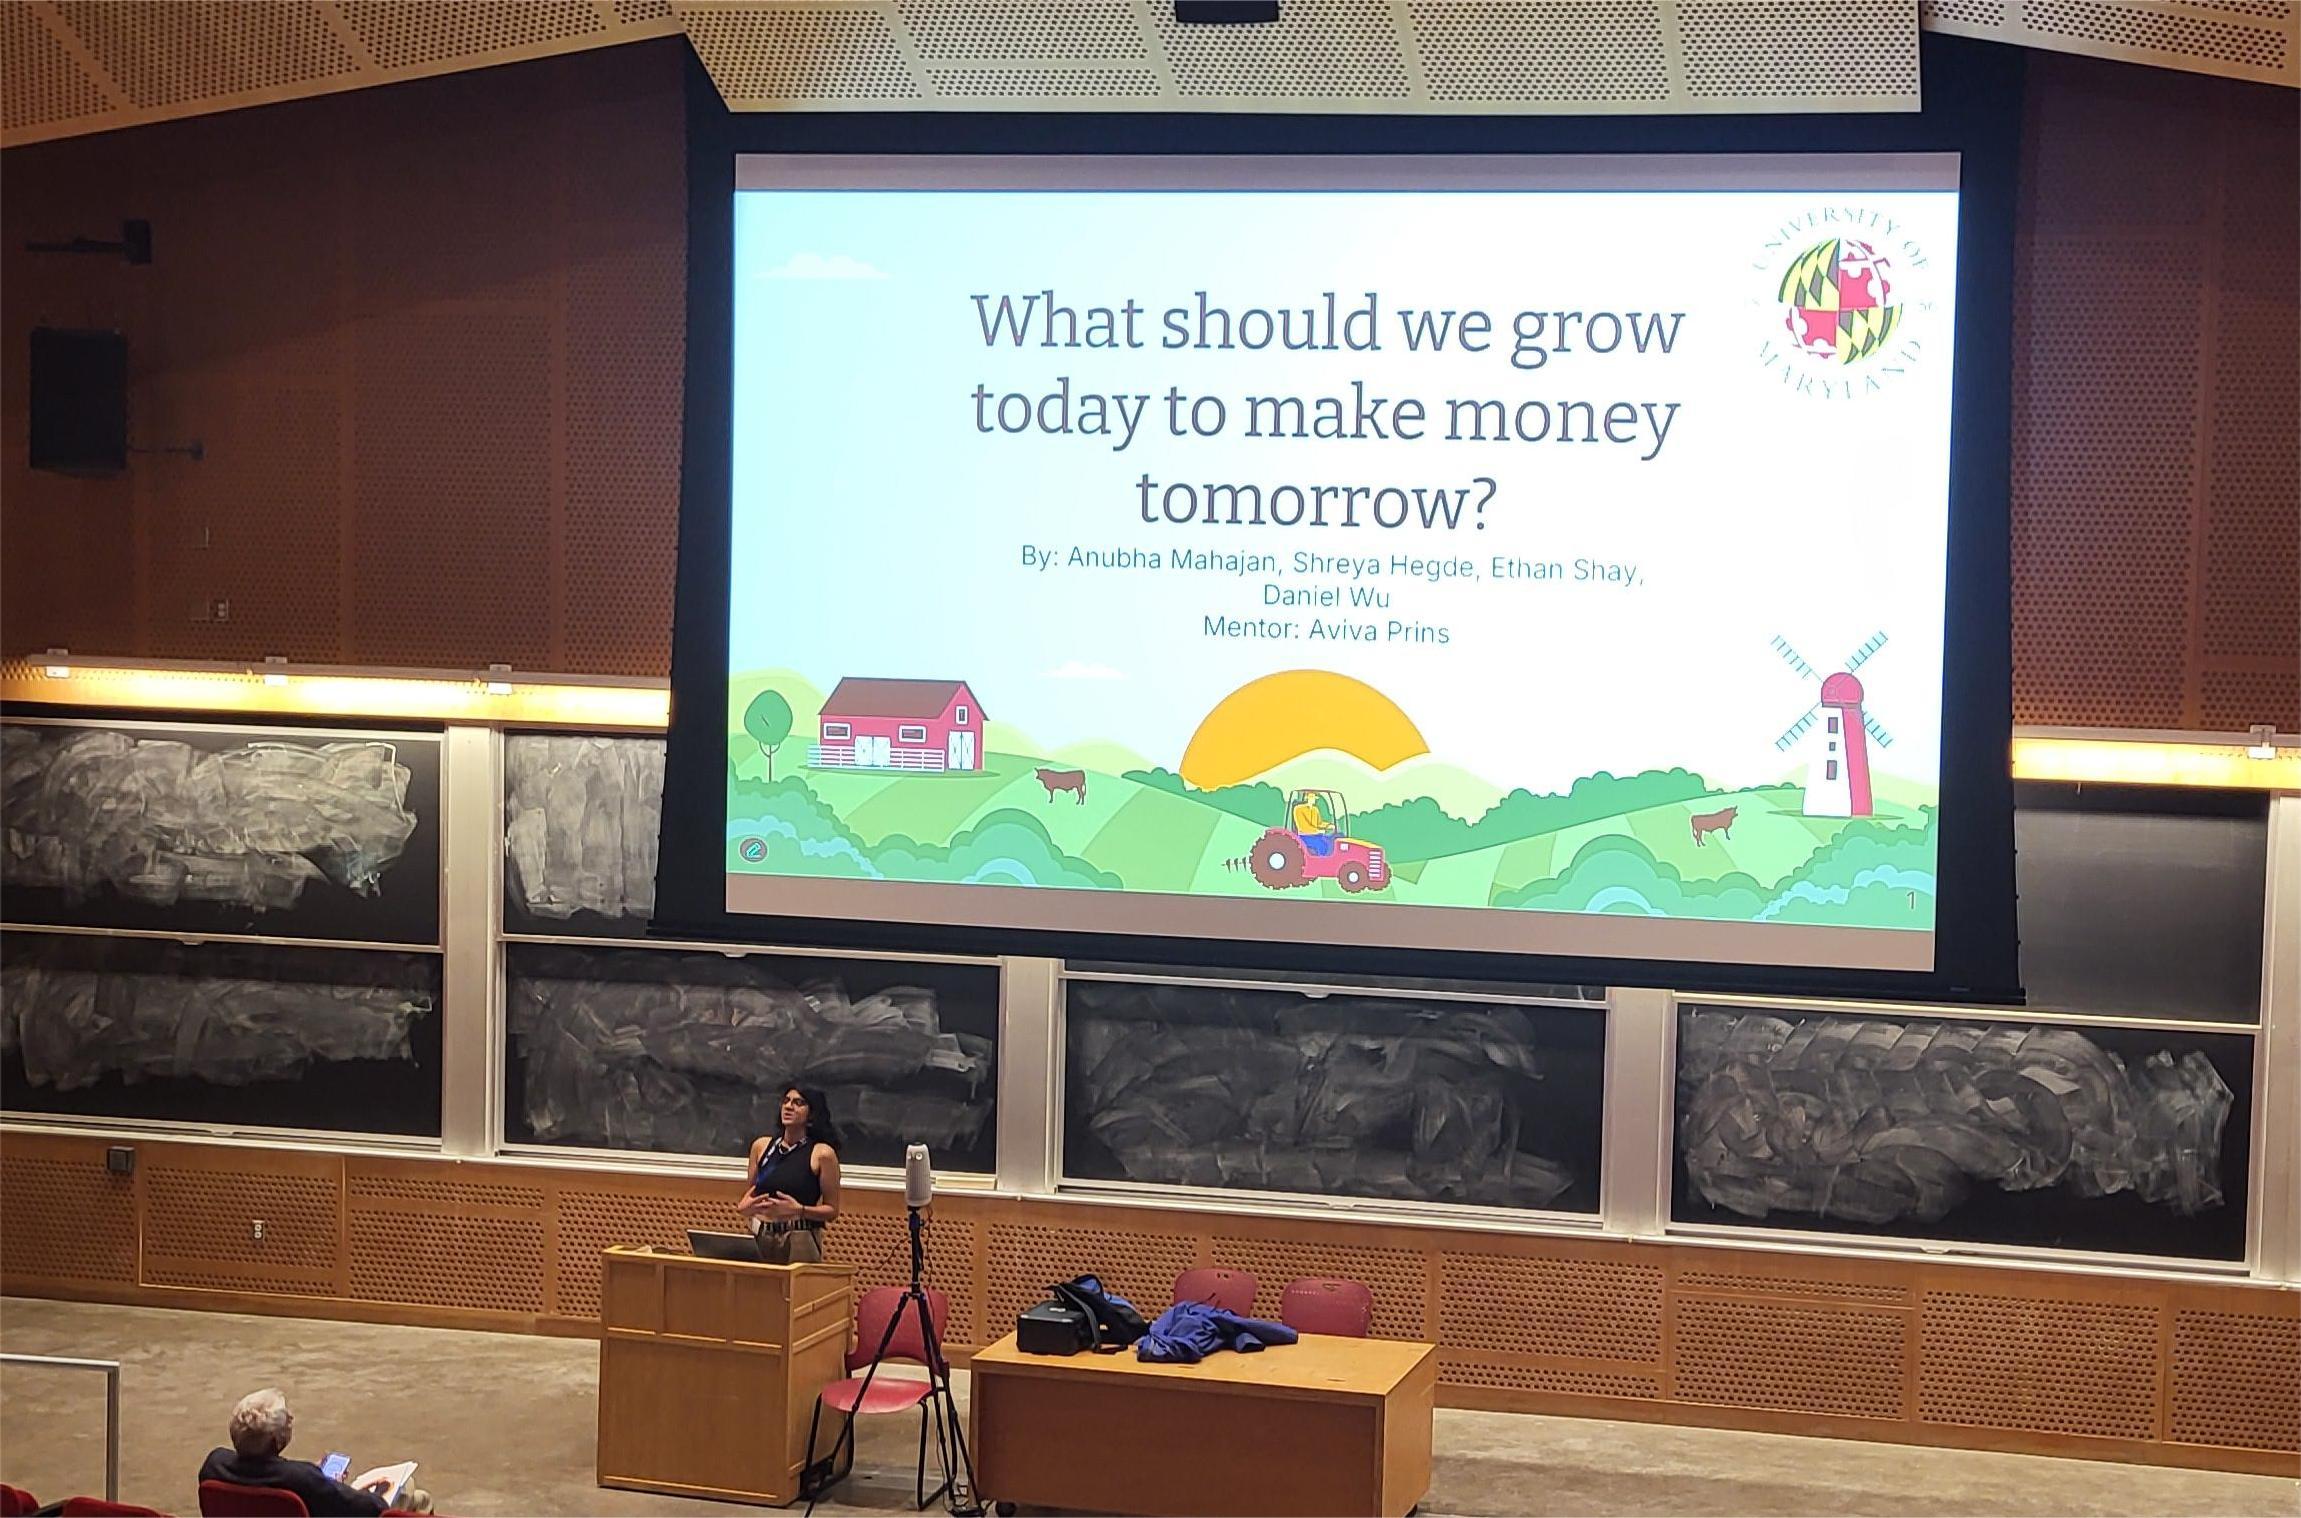 What should we grow
today to make money
tomorrow?
By: Anubha Mahajan, Shreya Hegde, Ethan Shay,
Daniel Wu
Mentor: Aviva Prins
UNIVERSITY OF
MARYLAND
1